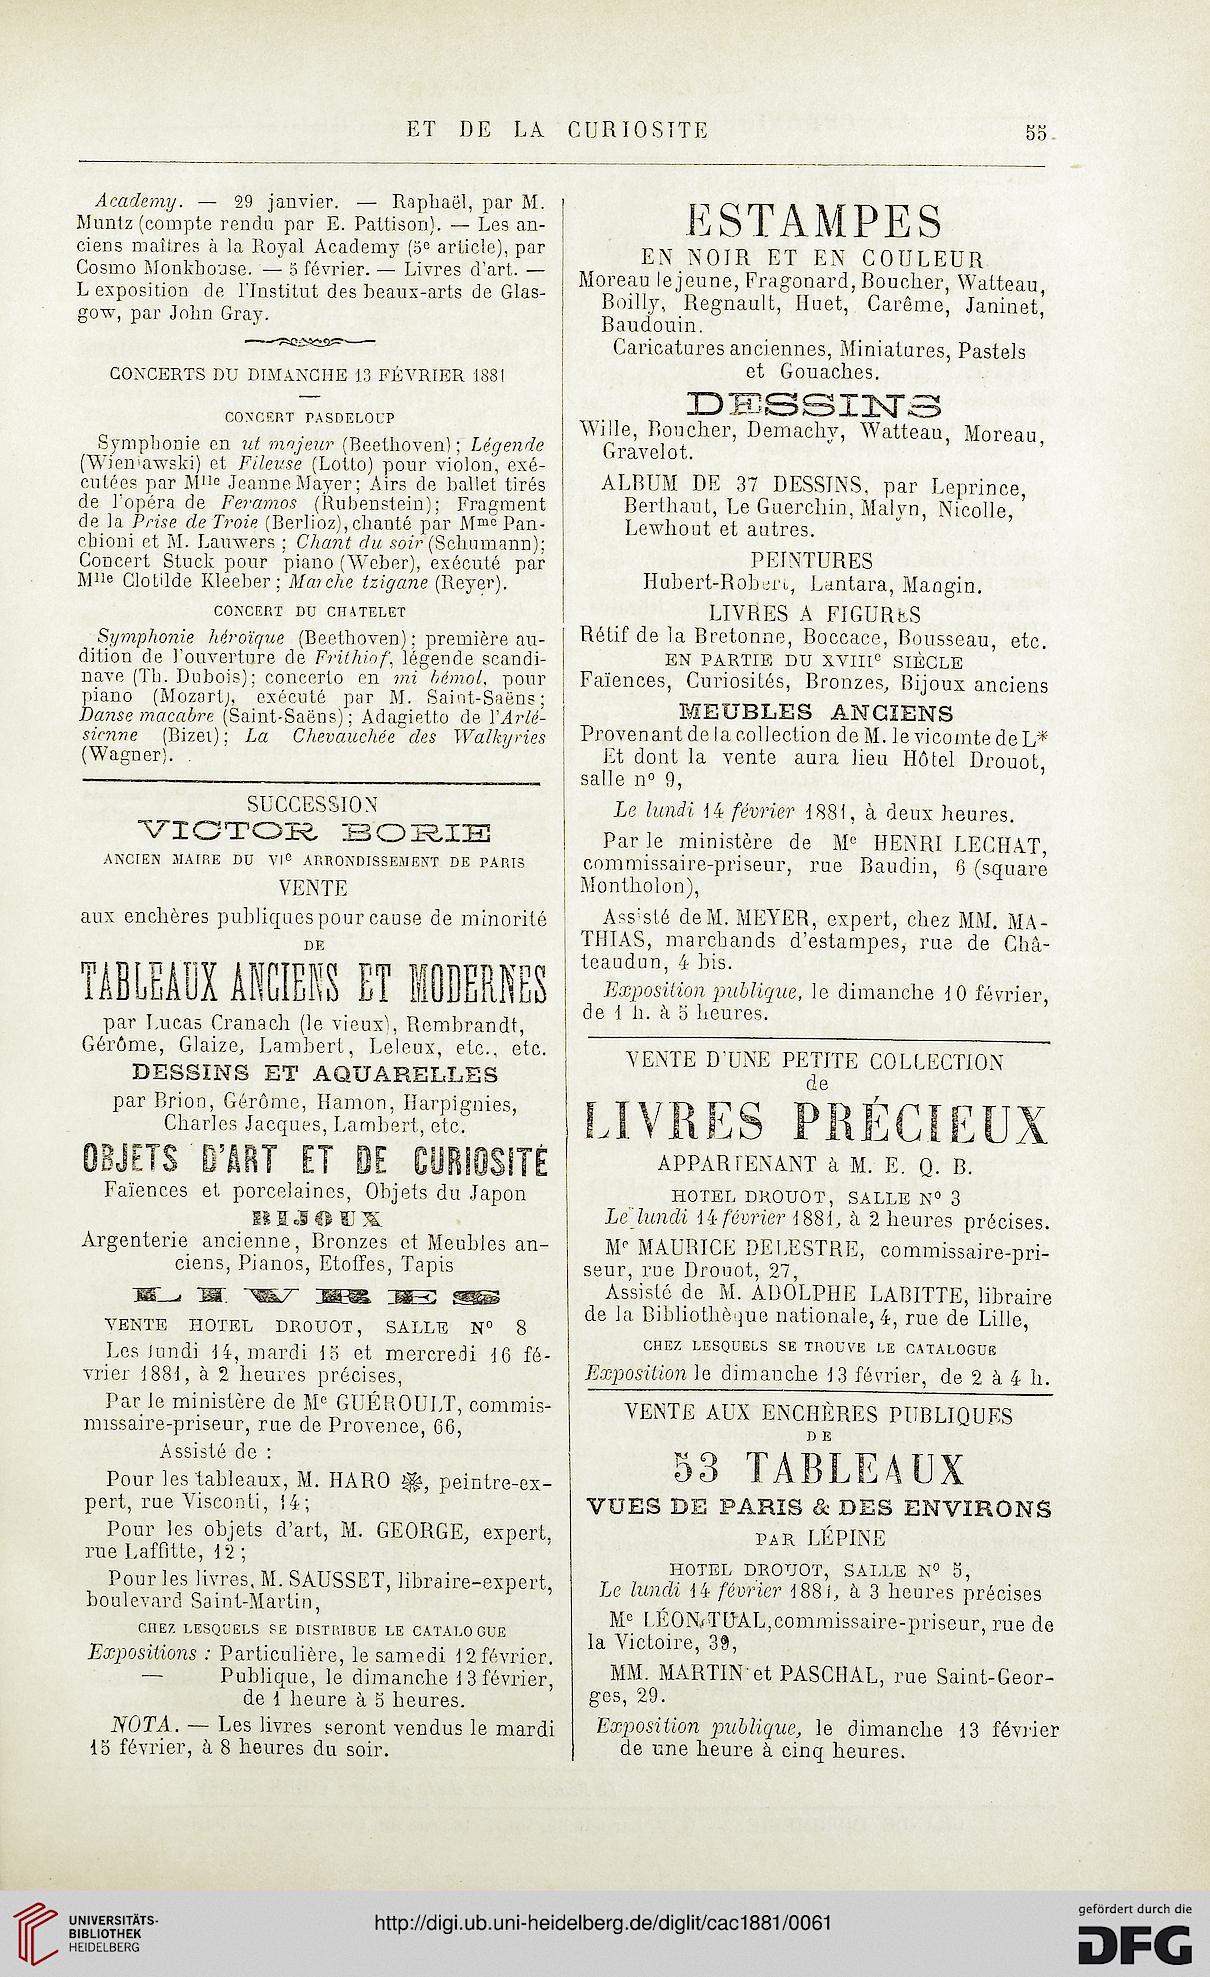 ET DE LA CURIOSITE
55
Academy. — 29 janvier. — Raphaël, par M.
Muntz (compte rendu par E. Pattison). — Les an-
ciens maîtres à la Royal Academy (5e article), par
Cosmo Monkhouse. — 5 février. — Livres d'art. —
L exposition de l'Institut des beaux-arts de Glas-
gow, par John Gray.
CONCERTS DU DIMANCHE 13 FÉVRIER 1881
CONCERT PASDELOUP
Symphonie en ut majeur (Beethoven); Légende
(Wieniawski) et Fileuse (Lotto) pour violon, exé-
cutées par Mlle Jeanne Mayer; Airs de ballet tirés
de l'opéra de Feramos (Rubenstein); Fragment
de la Prise de Troie (Berlioz), chanté par Mme Pan-
chioni et M. Lauwers ; Chant du soir (Schumann);
Concert Stuck pour piano (Weber), exécuté par
Mlle Clotilde Kleeber; Marche tzigane (Reyer).
CONCERT DU CHATELET
Symphonie héroïque (Beethoven); première au-
dition de l'ouverture de Frithiof, légende scandi-
nave (Th. Dubois); concerto en mi bémol, pour
piano (Mozart), exécuté par M. Saint-Saëns;
Danse macabre (Saint-Saëns); Adagietto de l'Arlé-
sienne (Bizet); La Chevauchée des Walkyries
(Wagner).
SUCCESSION
VICTOR BORIE
ANCIEN MAIRE DU VIe ARRONDISSEMENT DE PARIS
VENTE
aux enchères publiques pour cause de minorité
DE
TABLEAUX ANCIENS ET MODERNES
par Lucas Cranach (le vieux), Rembrandt,
Gérôme, Glaize, Lambert, Leleux, etc., etc.
DESSINS ET AQUARELLES
par Brion, Gérôme, Hamon, Harpignies,
Charles Jacques, Lambert, etc.
OBJETS D'ART ET DE CURIOSITÉ
Faïences et porcelaines, Objets du Japon
BIJOUX
Argenterie ancienne, Bronzes et Meubles an-
ciens, Pianos, Etoffes, Tapis
LIVRES
VENTE HOTEL DROUOT, SALLE No 8
Les lundi 14, mardi 15 et mercredi 16 fé-
vrier 1881, à 2 heures précises,
Par le ministère de Me GUÉROULT, commis-
missaire-priseur, rue de Provence, 66,
Assisté de :
Pour les tableaux, M. HARO ❋, peintre-ex-
pert, rue Visconti, 14;
Pour les objets d'art, M. GEORGE, expert,
rue Laffitte, 12 ;
Pour les livres, M. SAUSSET, libraire-expert,
boulevard Saint-Martin,
CHEZ LESQUELS SE DISTRIBUE LE CATALOGUE
Expositions : Particulière, le samedi 12 février.
— Publique, le dimanche 13 février,
de 1 heure à 5 heures.
NOTA. — Les livres seront vendus le mardi
15 février, à 8 heures du soir.
ESTAMPES
EN NOIR ET EN COULEUR
Moreau le jeune, Fragonard, Boucher, Watteau,
Boilly, Regnault, Huet, Carême, Janinet,
Baudouin.
Caricatures anciennes, Miniatures, Pastels
et Gouaches.
DESSINS
Wille, Boucher, Demachy, Watteau, Moreau,
Gravelot.
ALBUM DE 37 DESSINS, par Leprince,
Berthaut, Le Guerchin, Malyn, Nicolle,
Lewhout et autres.
PEINTURES
Hubert-Robert, Lantara, Mangin.
LIVRES A FIGURES
Rétif de la Bretonne, Boccace, Rousseau, etc.
EN PARTIE DU XVIIIe SIÈCLE
Faïences, Curiosités, Bronzes, Bijoux anciens
MEUBLES ANCIENS
Provenant de la collection de M. le vicomte de L*
Et dont la vente aura lieu Hôtel Drouot,
salle no 9,
Le lundi 14 février 1881, à deux heures.
Par le ministère de Me HENRI LECHAT,
commissaire-priseur, rue Baudin, 6 (square
Montholon),
Assisté de M. MEYER, expert, chez MM. MA-
THIAS, marchands d'estampes, rue de Châ-
teaudun, 4 bis.
Exposition publique, le dimanche 10 février,
de 1 h. à 5 heures.
VENTE D'UNE PETITE COLLECTION
de
LIVRES PRÉCIEUX
APPARTENANT à M. E. Q. B.
HOTEL DROUOT, SALLE No 3
Le lundi 14 février 1881, à 2 heures précises.
Me MAURICE DELESTRE, commissaire-pri-
seur, rue Drouot, 27,
Assisté de M. ADOLPHE LABITTE, libraire
de la Bibliothèque nationale, 4, rue de Lille,
CHEZ LESQUELS SE TROUVE LE CATALOGUE
Exposition le dimanche 13 février, de 2 à 4 h.
VENTE AUX ENCHÈRES PUBLIQUES
DE
53 TABLEAUX
VUES DE PARIS & DES ENVIRONS
PAR LÉPINE
HOTEL DROUOT, SALLE No 5,
Le lundi 14 février 1881, à 3 heures précises
Me LÉON TUAL, commissaire-priseur, rue de
la Victoire, 39,
MM. MARTIN et PASCHAL, rue Saint-Geor-
ges, 29.
Exposition publique, le dimanche 13 février
de une heure à cinq heures.
UNIVERSITÄTS-
BIBLIOTHEK
HEIDELBERG
http://digi.ub.uni-heidelberg.de/diglit/cac1881/0061
gefördert durch die
DFG